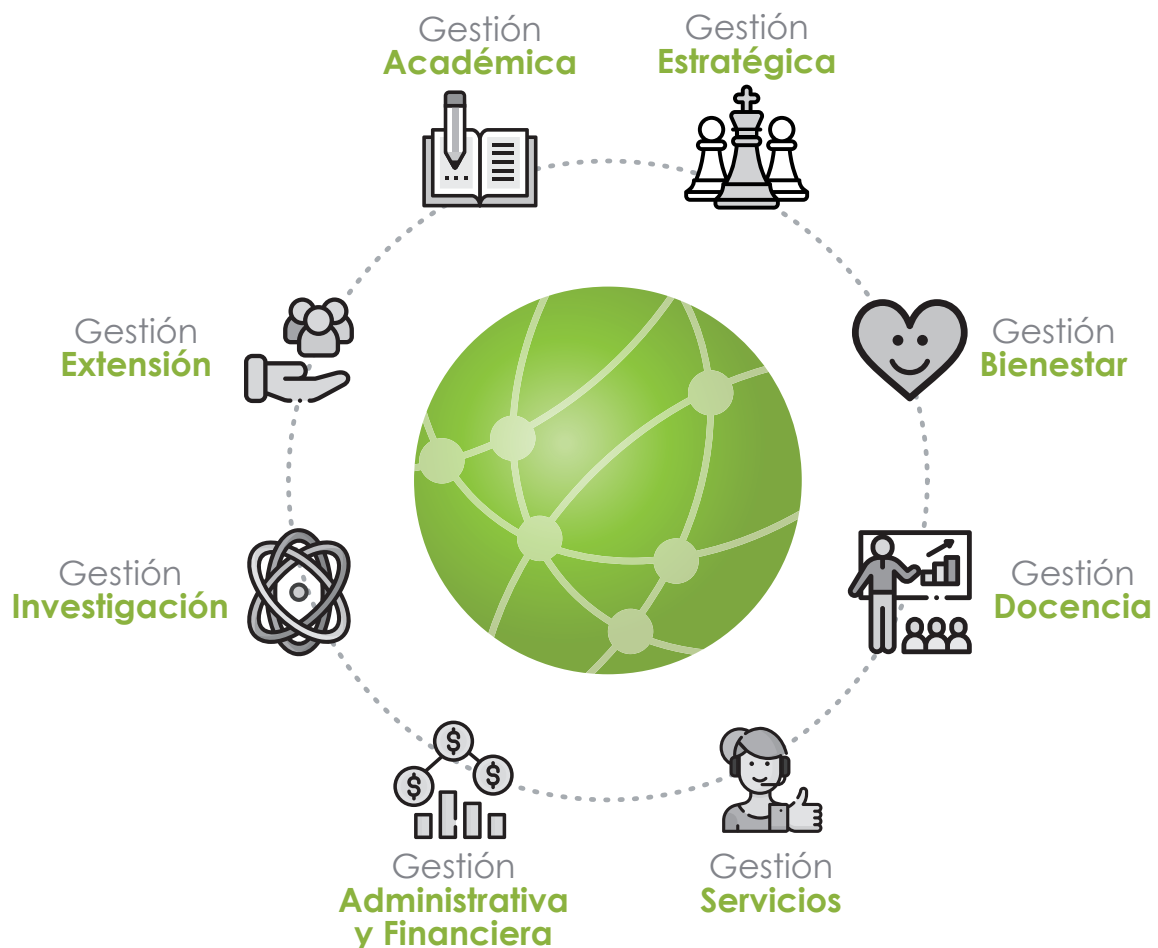 Gestión
Académica
Gestión
Estratégica
Gestión
Extensión
Gestión
Bienestar
Gestión
Investigación
Gestión
Docencia
Gestión
Administrativa
y Financiera
Gestión
Servicios